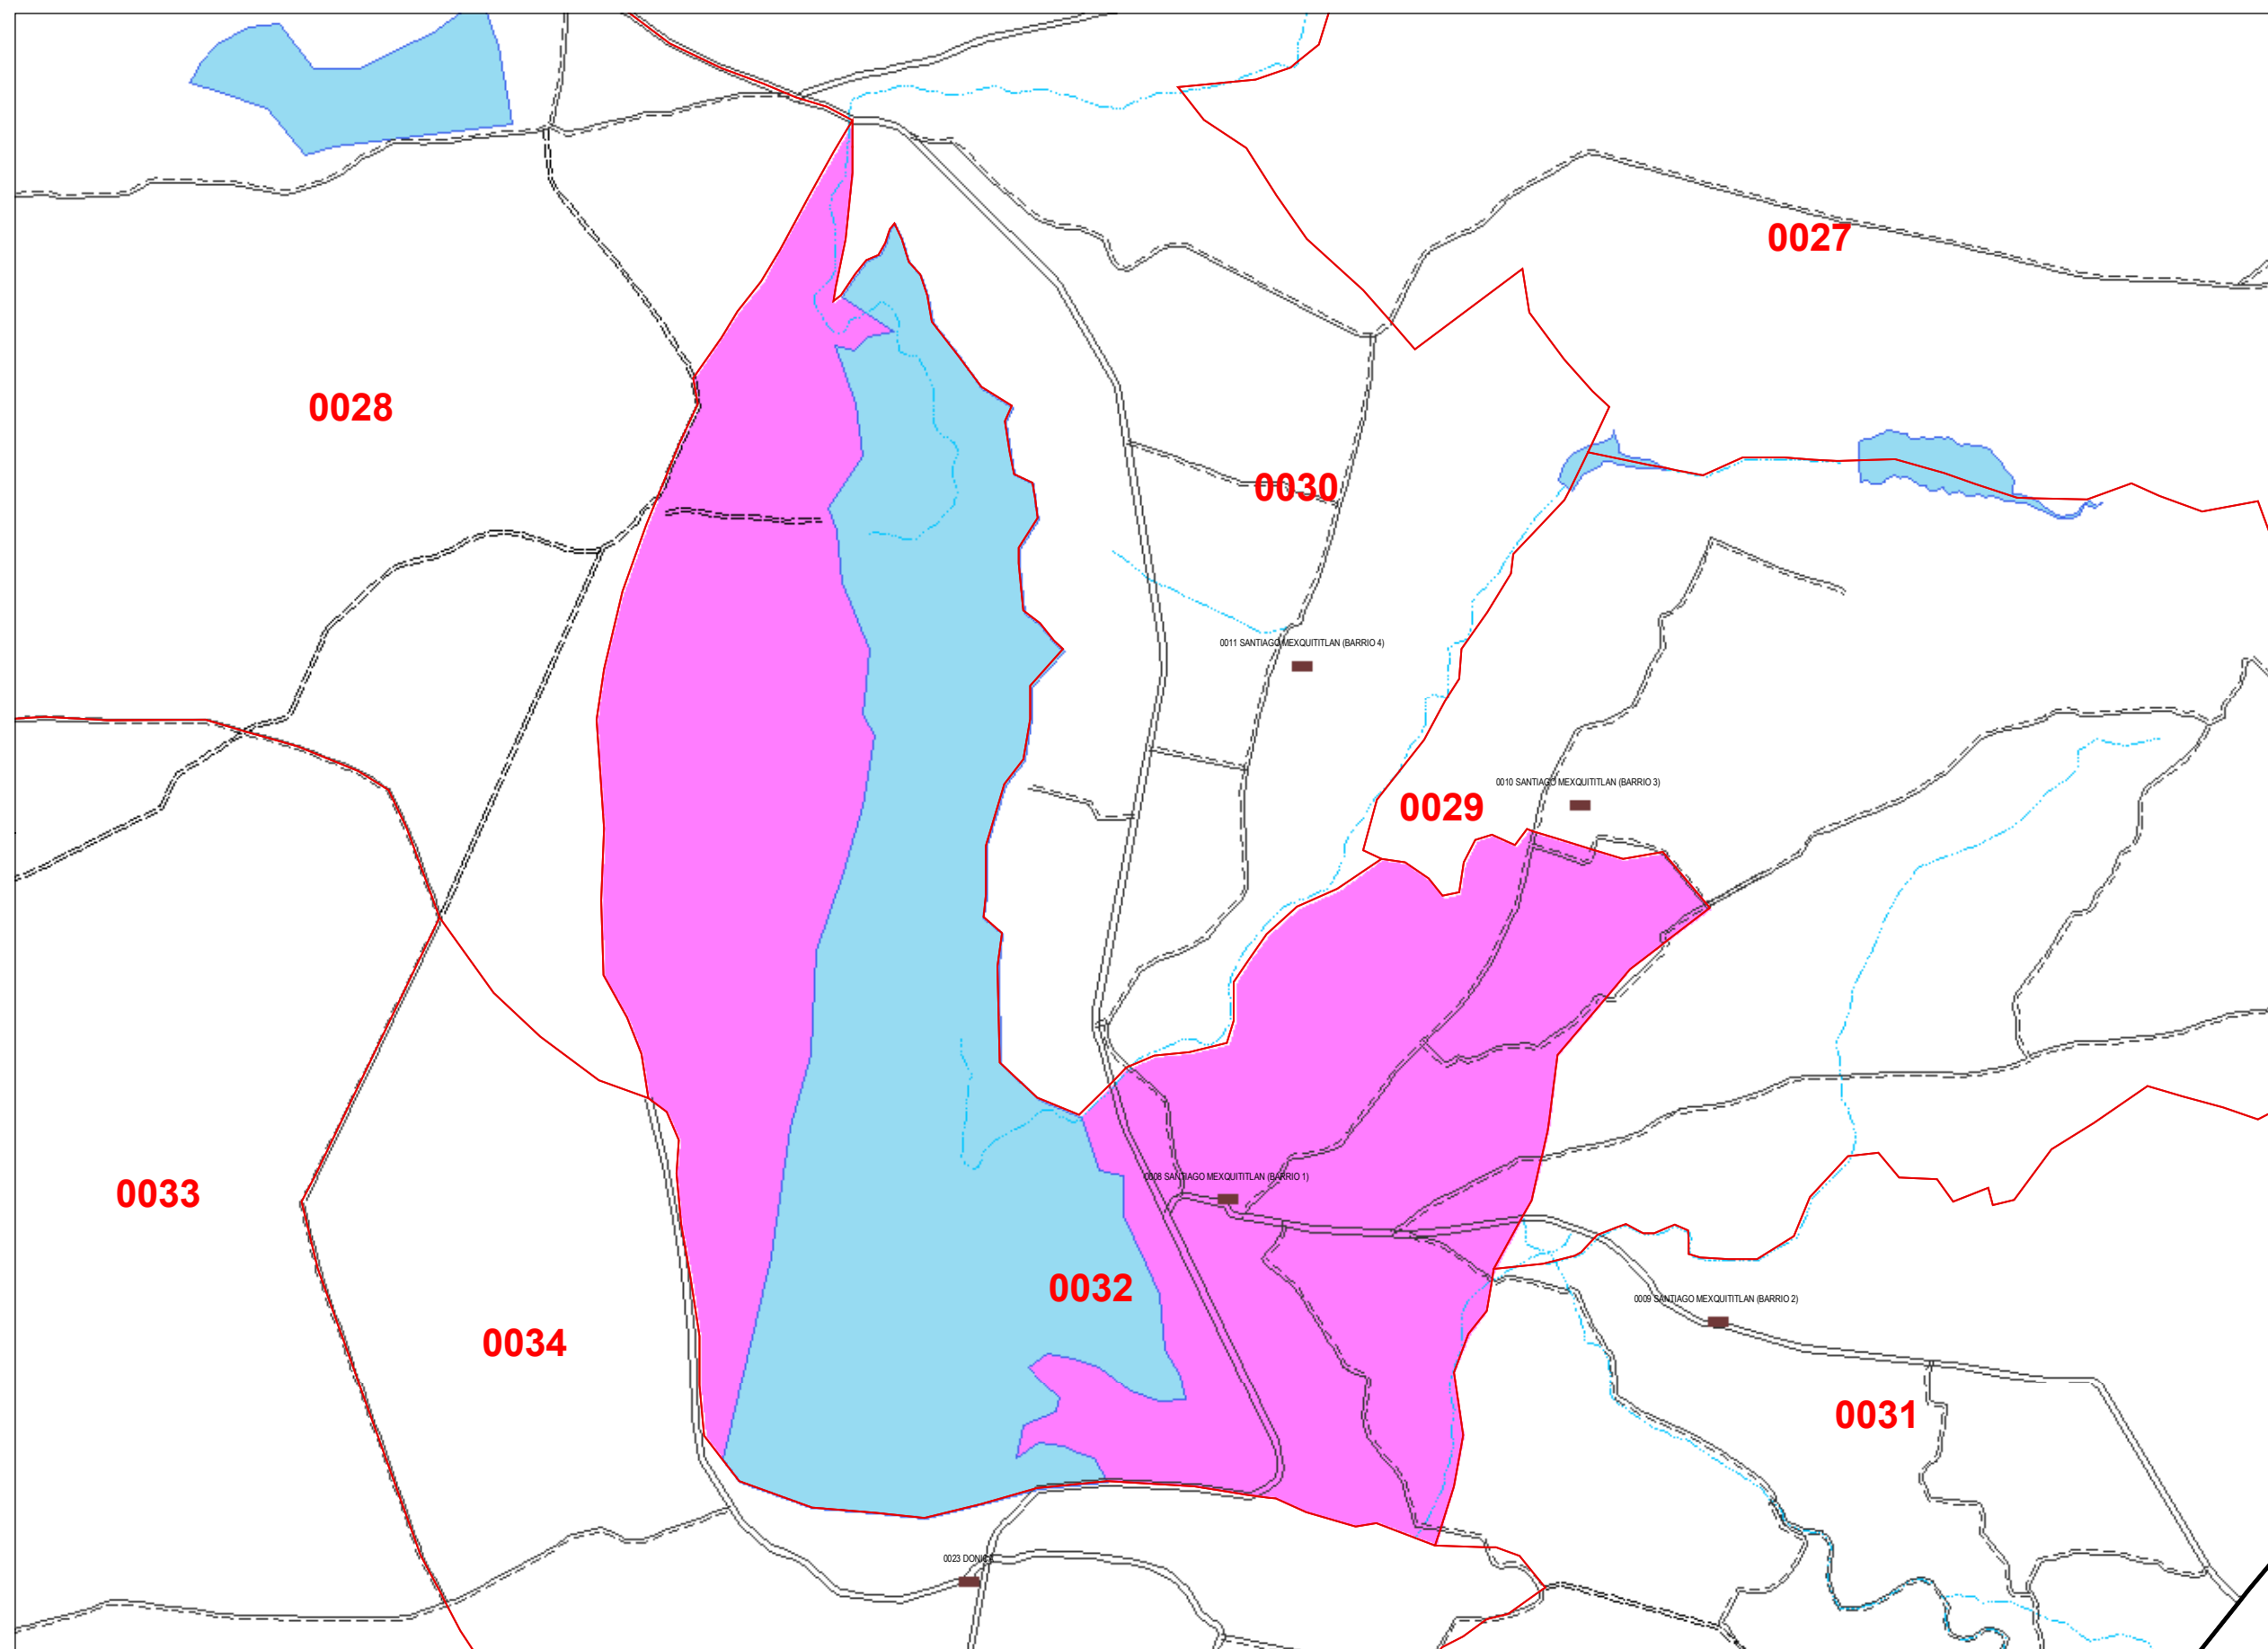 0027
0028
0030
0011 SANTIAGO MEXQUITITLAN (BARRIO 4)
0010 SANTIAGO MEXQUITITLAN (BARRIO 3)
0029
0008 SANTIAGO MEXQUITITLAN (BARRIO 1)
0033
0032
0009 SANTIAGO MEXQUITITLAN (BARRIO 2)
0034
0031
0023